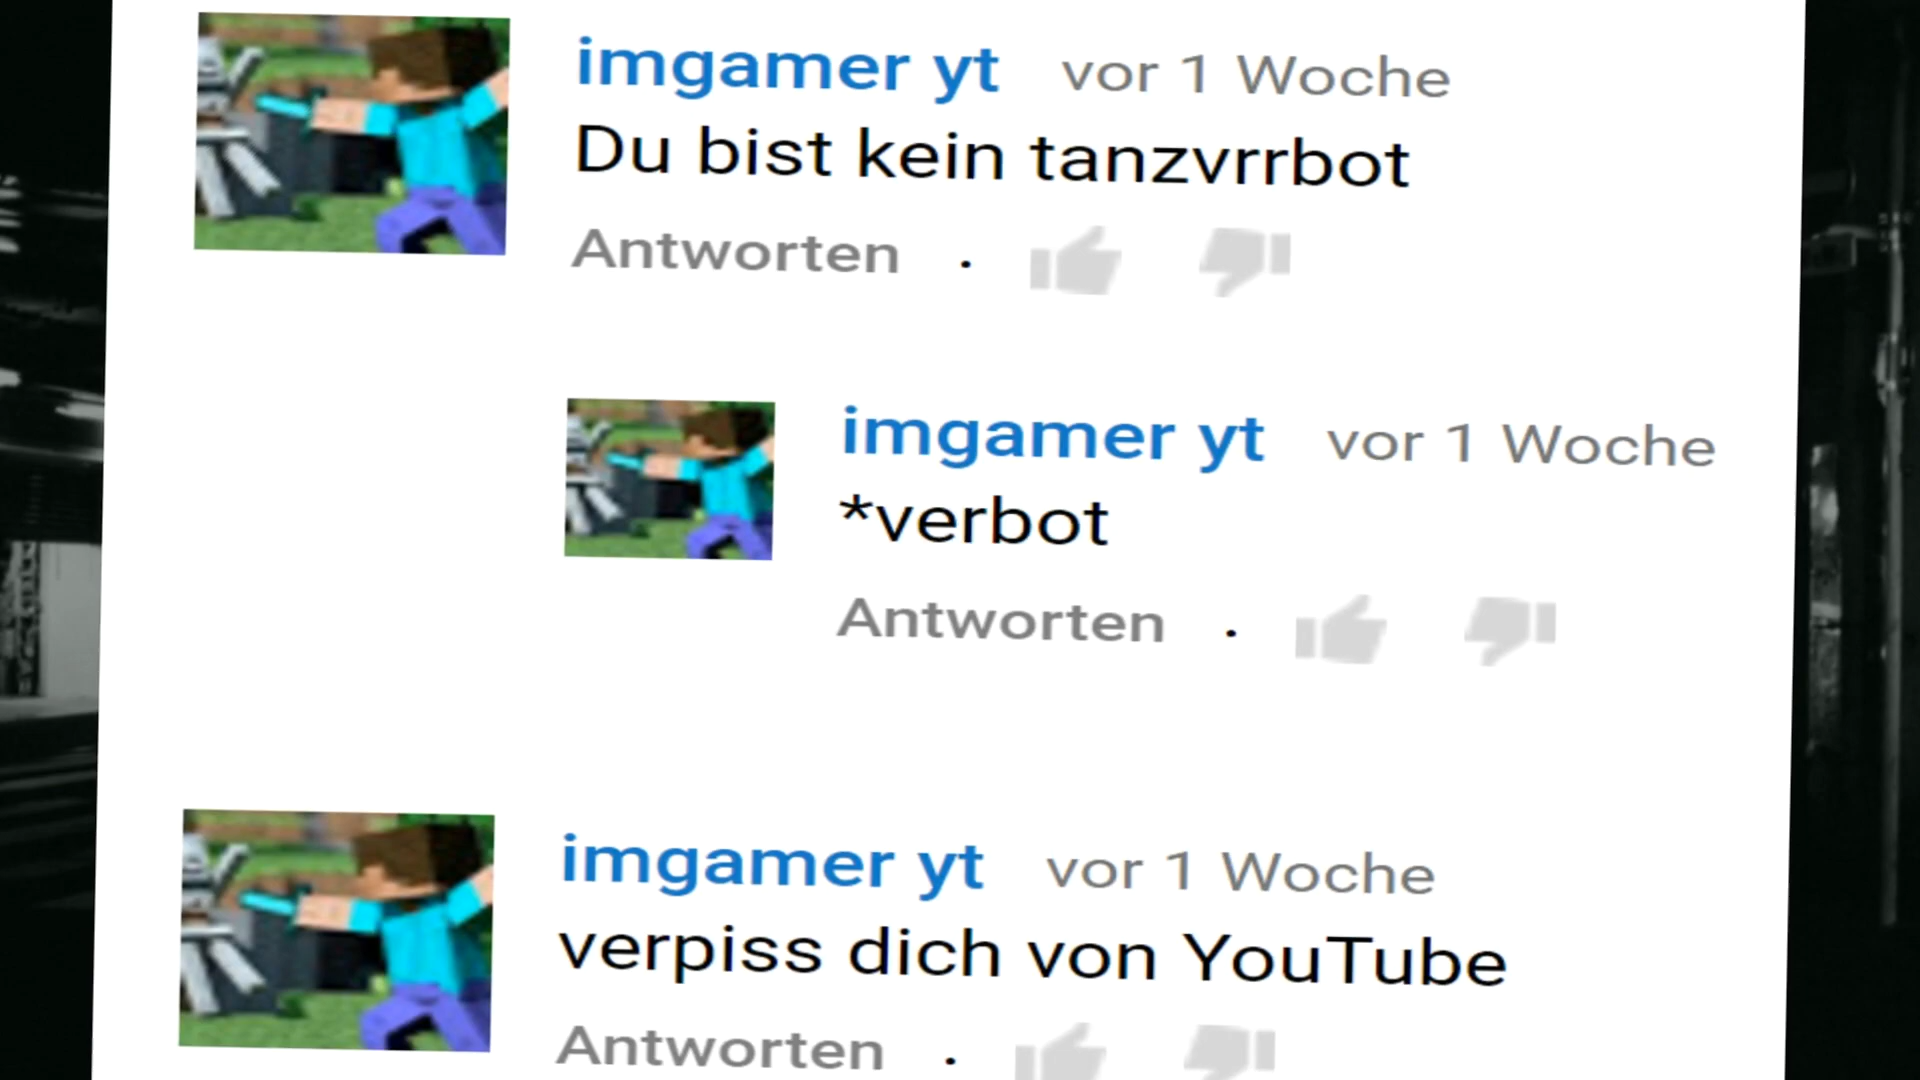 imgamer yt vor 1 Woche
Du bist kein tanzvrrbot
Antworten .
imgamer yt vor 1 Woche
*verbot
Antworten .
imgamer yt vor 1 Woche
verpiss dich von YouTube
Antworten .